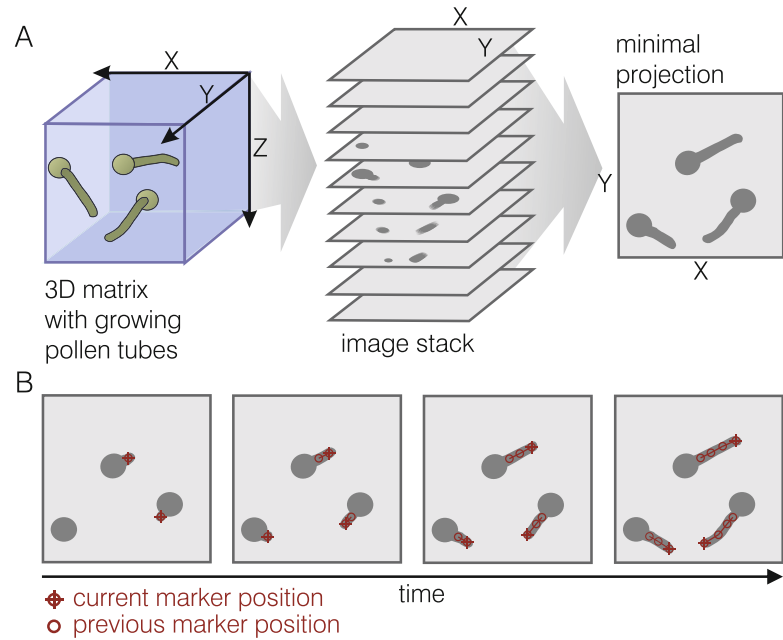 A
X
Y
Z
3D matrix
with growing
pollen tubes
X
Y
image stack
minimal
projection
Y
X
B
time
current marker position
previous marker position